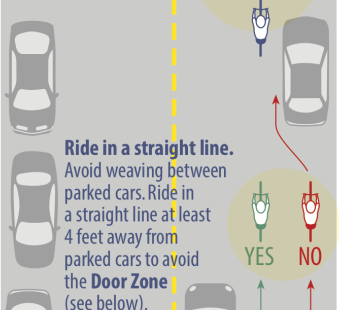 Ride in a straight line.
Avoid weaving between
parked cars. Ride in
a straight line at least
4 feet away from
parked cars to avoid
the Door Zone
(see below).
YES NO